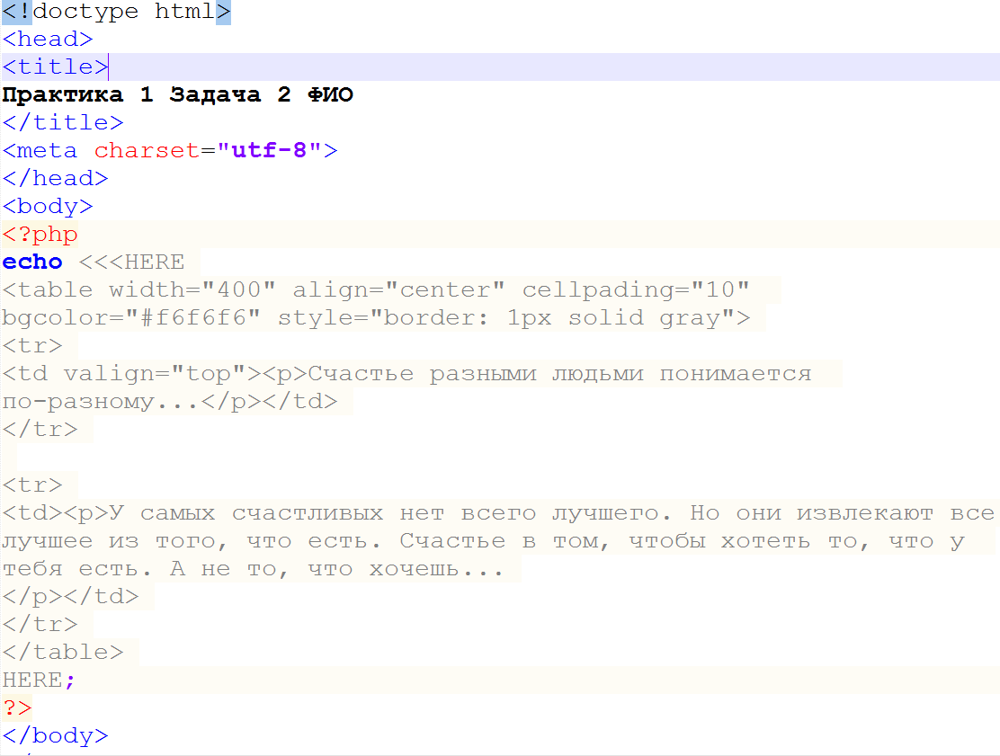 <!doctype html>
<head>
<title>
Практика 1 Задача 2 ФИО
</title>
<meta charset="utf-8">
</head>
<body>
<?php
echo <<<HERE
<table width="400" align="center" cellpading="10"
bgcolor="#f6f6f6" style="border: 1px solid gray">
<tr>
<td valign="top"><p>Счастье разными людьми понимается
по-разному...</p></td>
</tr>
<tr>
<td><p>У самых счастливых нет всего лучшего. Но они извлекают все
лучшее из того, что есть. Счастье в том, чтобы хотеть то, что у
тебя есть. А не то, что хочешь...
</p></td>
</tr>
</table>
HERE;
?>
</body>